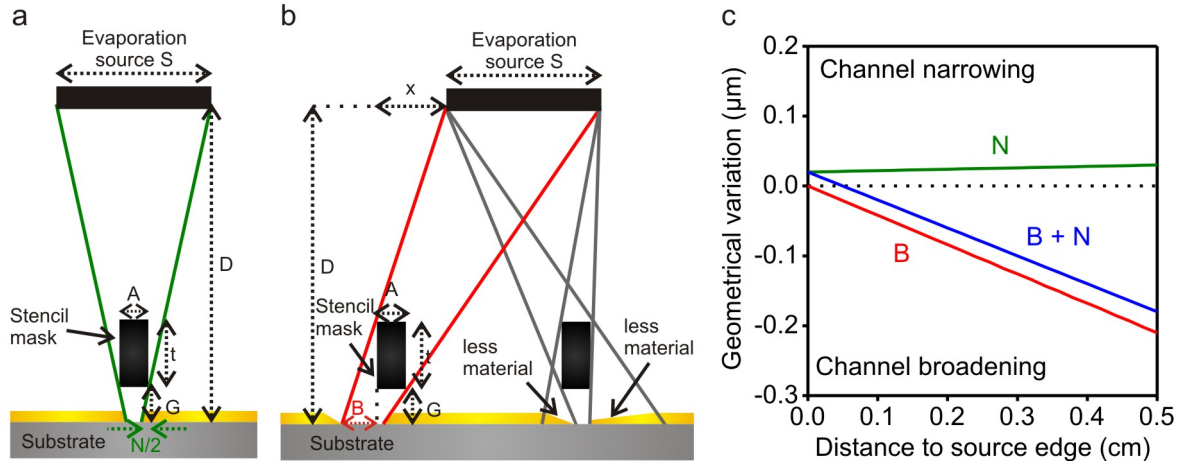 a
Evaporation
source S
D
A
Stencil
mask
t
G
Substrate
N/2
b
Evaporation
source S
x
D
A
Stencil
mask
t
less
material
less
material
B
G
Substrate
c
Geometrical variation (µm)
0.2
0.1
0.0
-0.1
-0.2
-0.3
Channel narrowing
N
B + N
B
Channel broadening
0.0 0.1 0.2 0.3 0.4 0.5
Distance to source edge (cm)